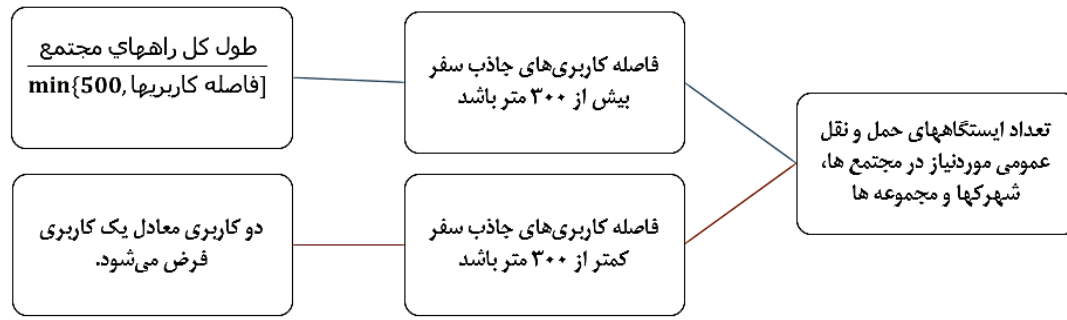 تعداد ایستگاههای حمل و نقل
عمومی موردنیاز در مجتمع ها،
شهرکها و مجموعه ها
فاصله کاربری‌های جاذب سفر
بیش از ۳۰۰ متر باشد
طول کل راههاي مجتمع
min{500, فاصله کاربریها]
فاصله کاربری‌های جاذب سفر
کمتر از ۳۰۰ متر باشد
دو کاربری معادل یک کاربری
فرض می‌شود.